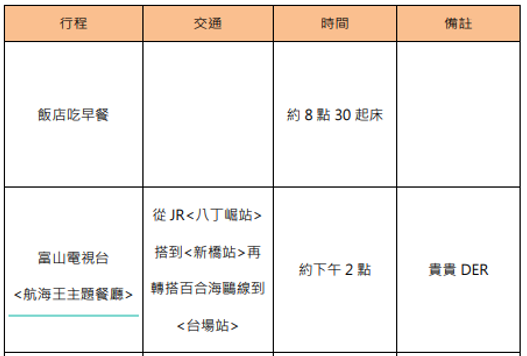 行程 交通 時間 備註
飯店吃早餐 約 8 點 30 起床
從 JR<八丁崛站>
搭到<新橋站>再
轉搭百合海鷗線到
<台場站>
富山電視台
<航海王主題餐廳>
約下午 2 點
貴貴 DER